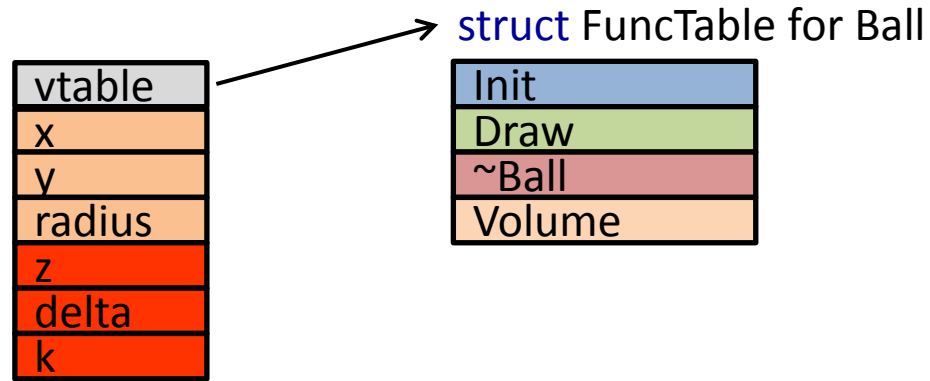 struct FuncTable for Ball
vtable
x
y
radius
z
delta
k
Init
Draw
~Ball
Volume